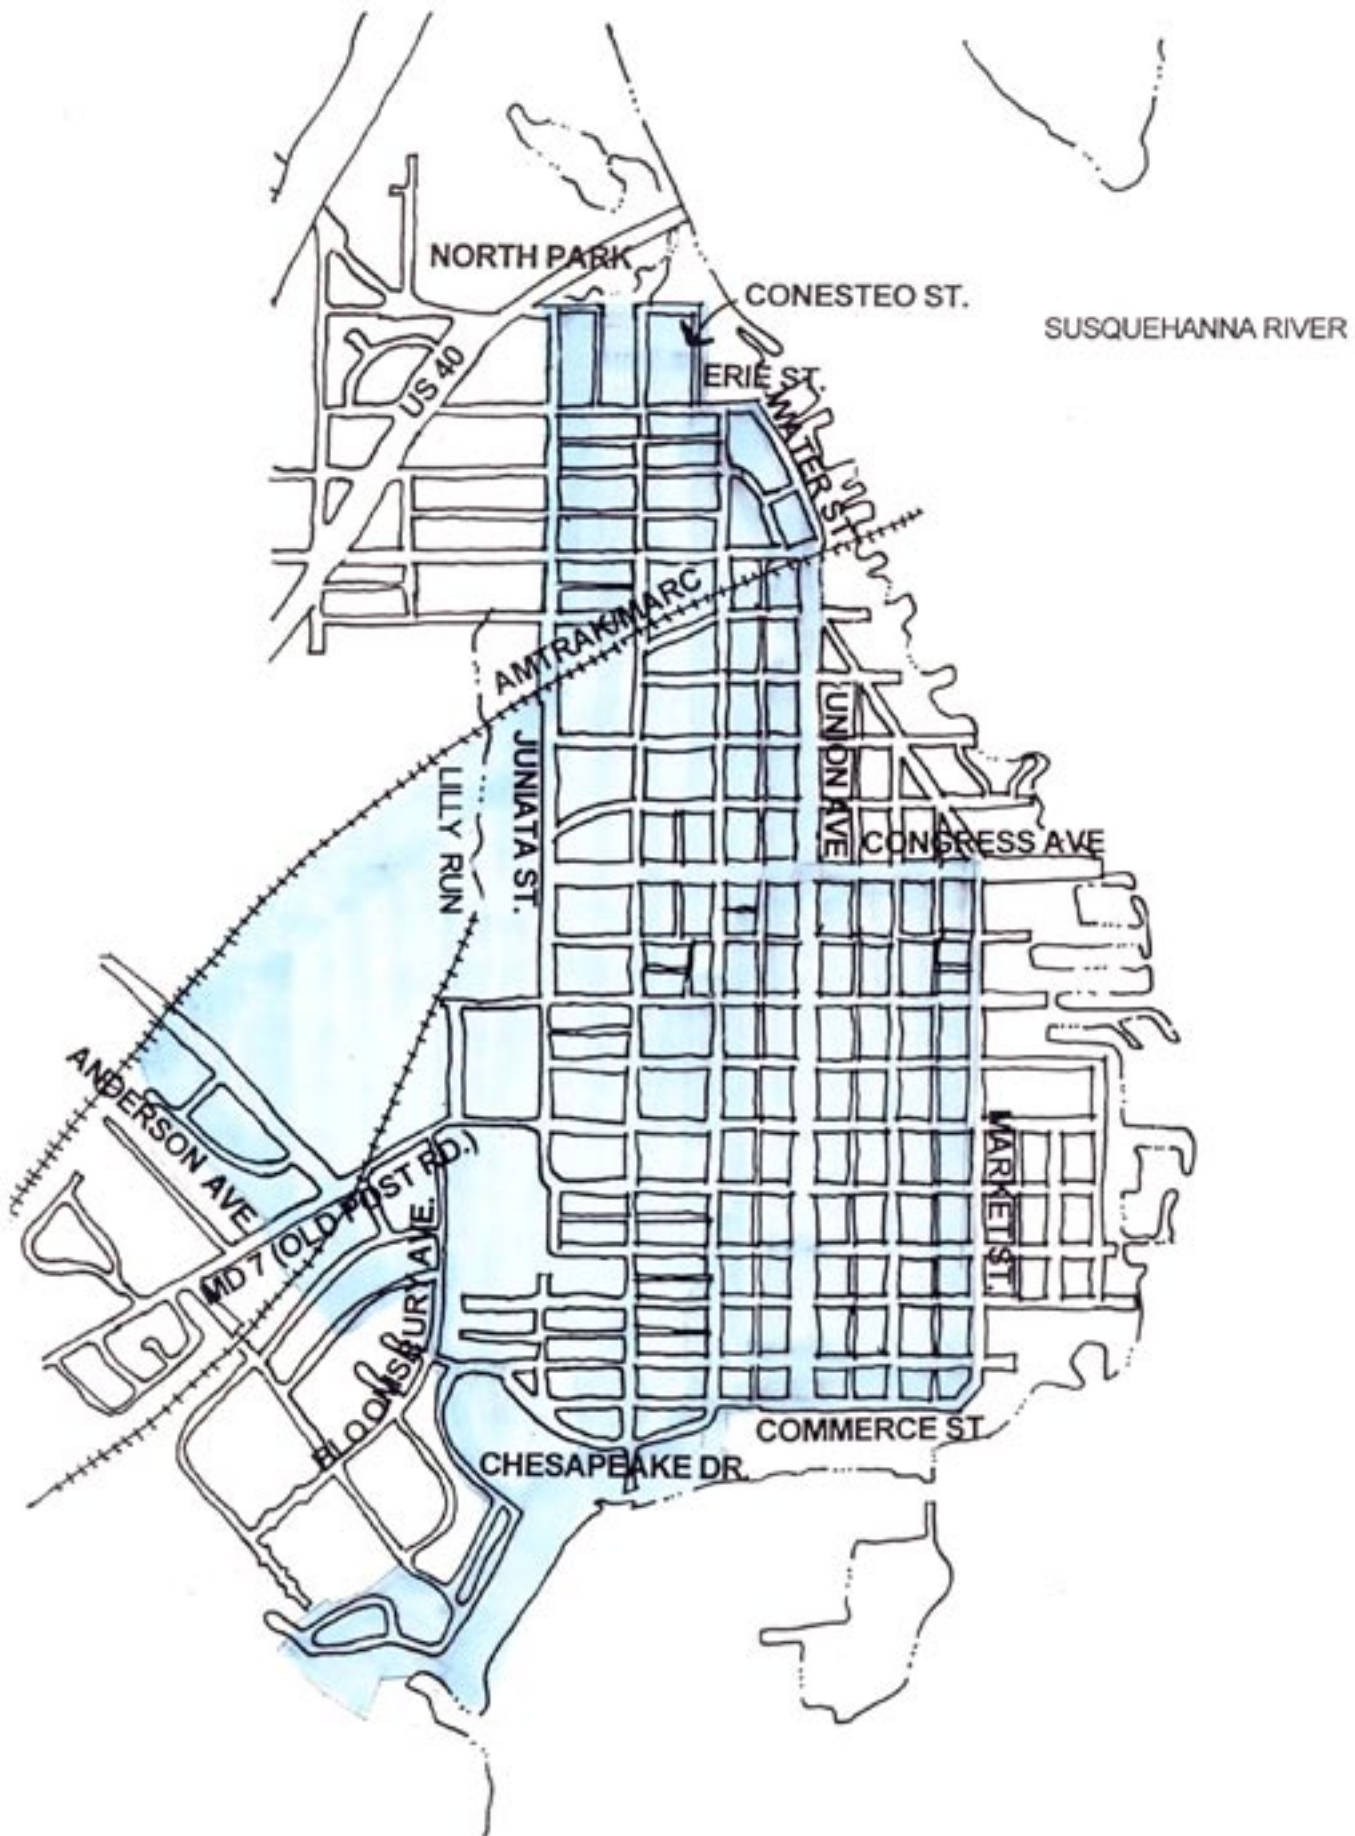 NORTH PARK
CONESTEO ST.
SUSQUEHANNA RIVER
US 40
ERIE ST.
WATER ST.
AMTRAK/MARC
JUNIATA ST.
LILLY RUN
UNION AVE
CONGRESS AVE
ANDERSON AVE
MD 7 (OLD POST RD.)
BLOOMSBURY AVE.
MARKET ST.
COMMERCE ST
CHESAPEAKE DR.